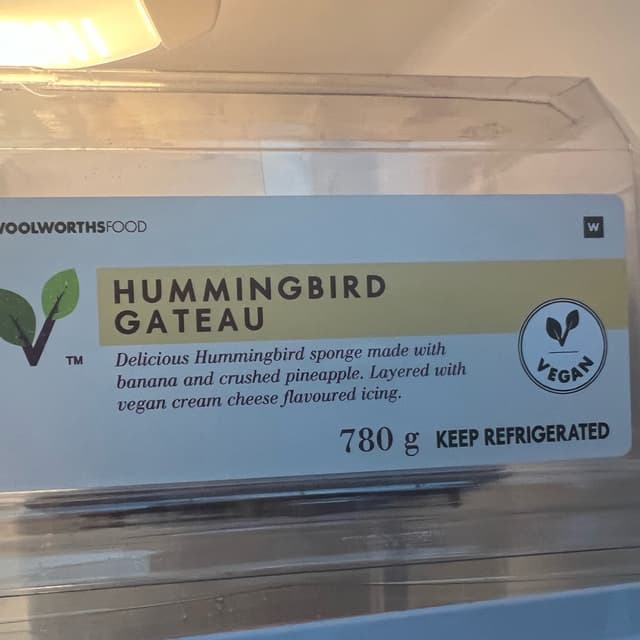 WOOLWORTHSFOOD
W
HUMMINGBIRD
GATEAU
TM
Delicious Hummingbird sponge made with
banana and crushed pineapple. Layered with
vegan cream cheese flavoured icing.
VEGAN
780 g KEEP REFRIGERATED